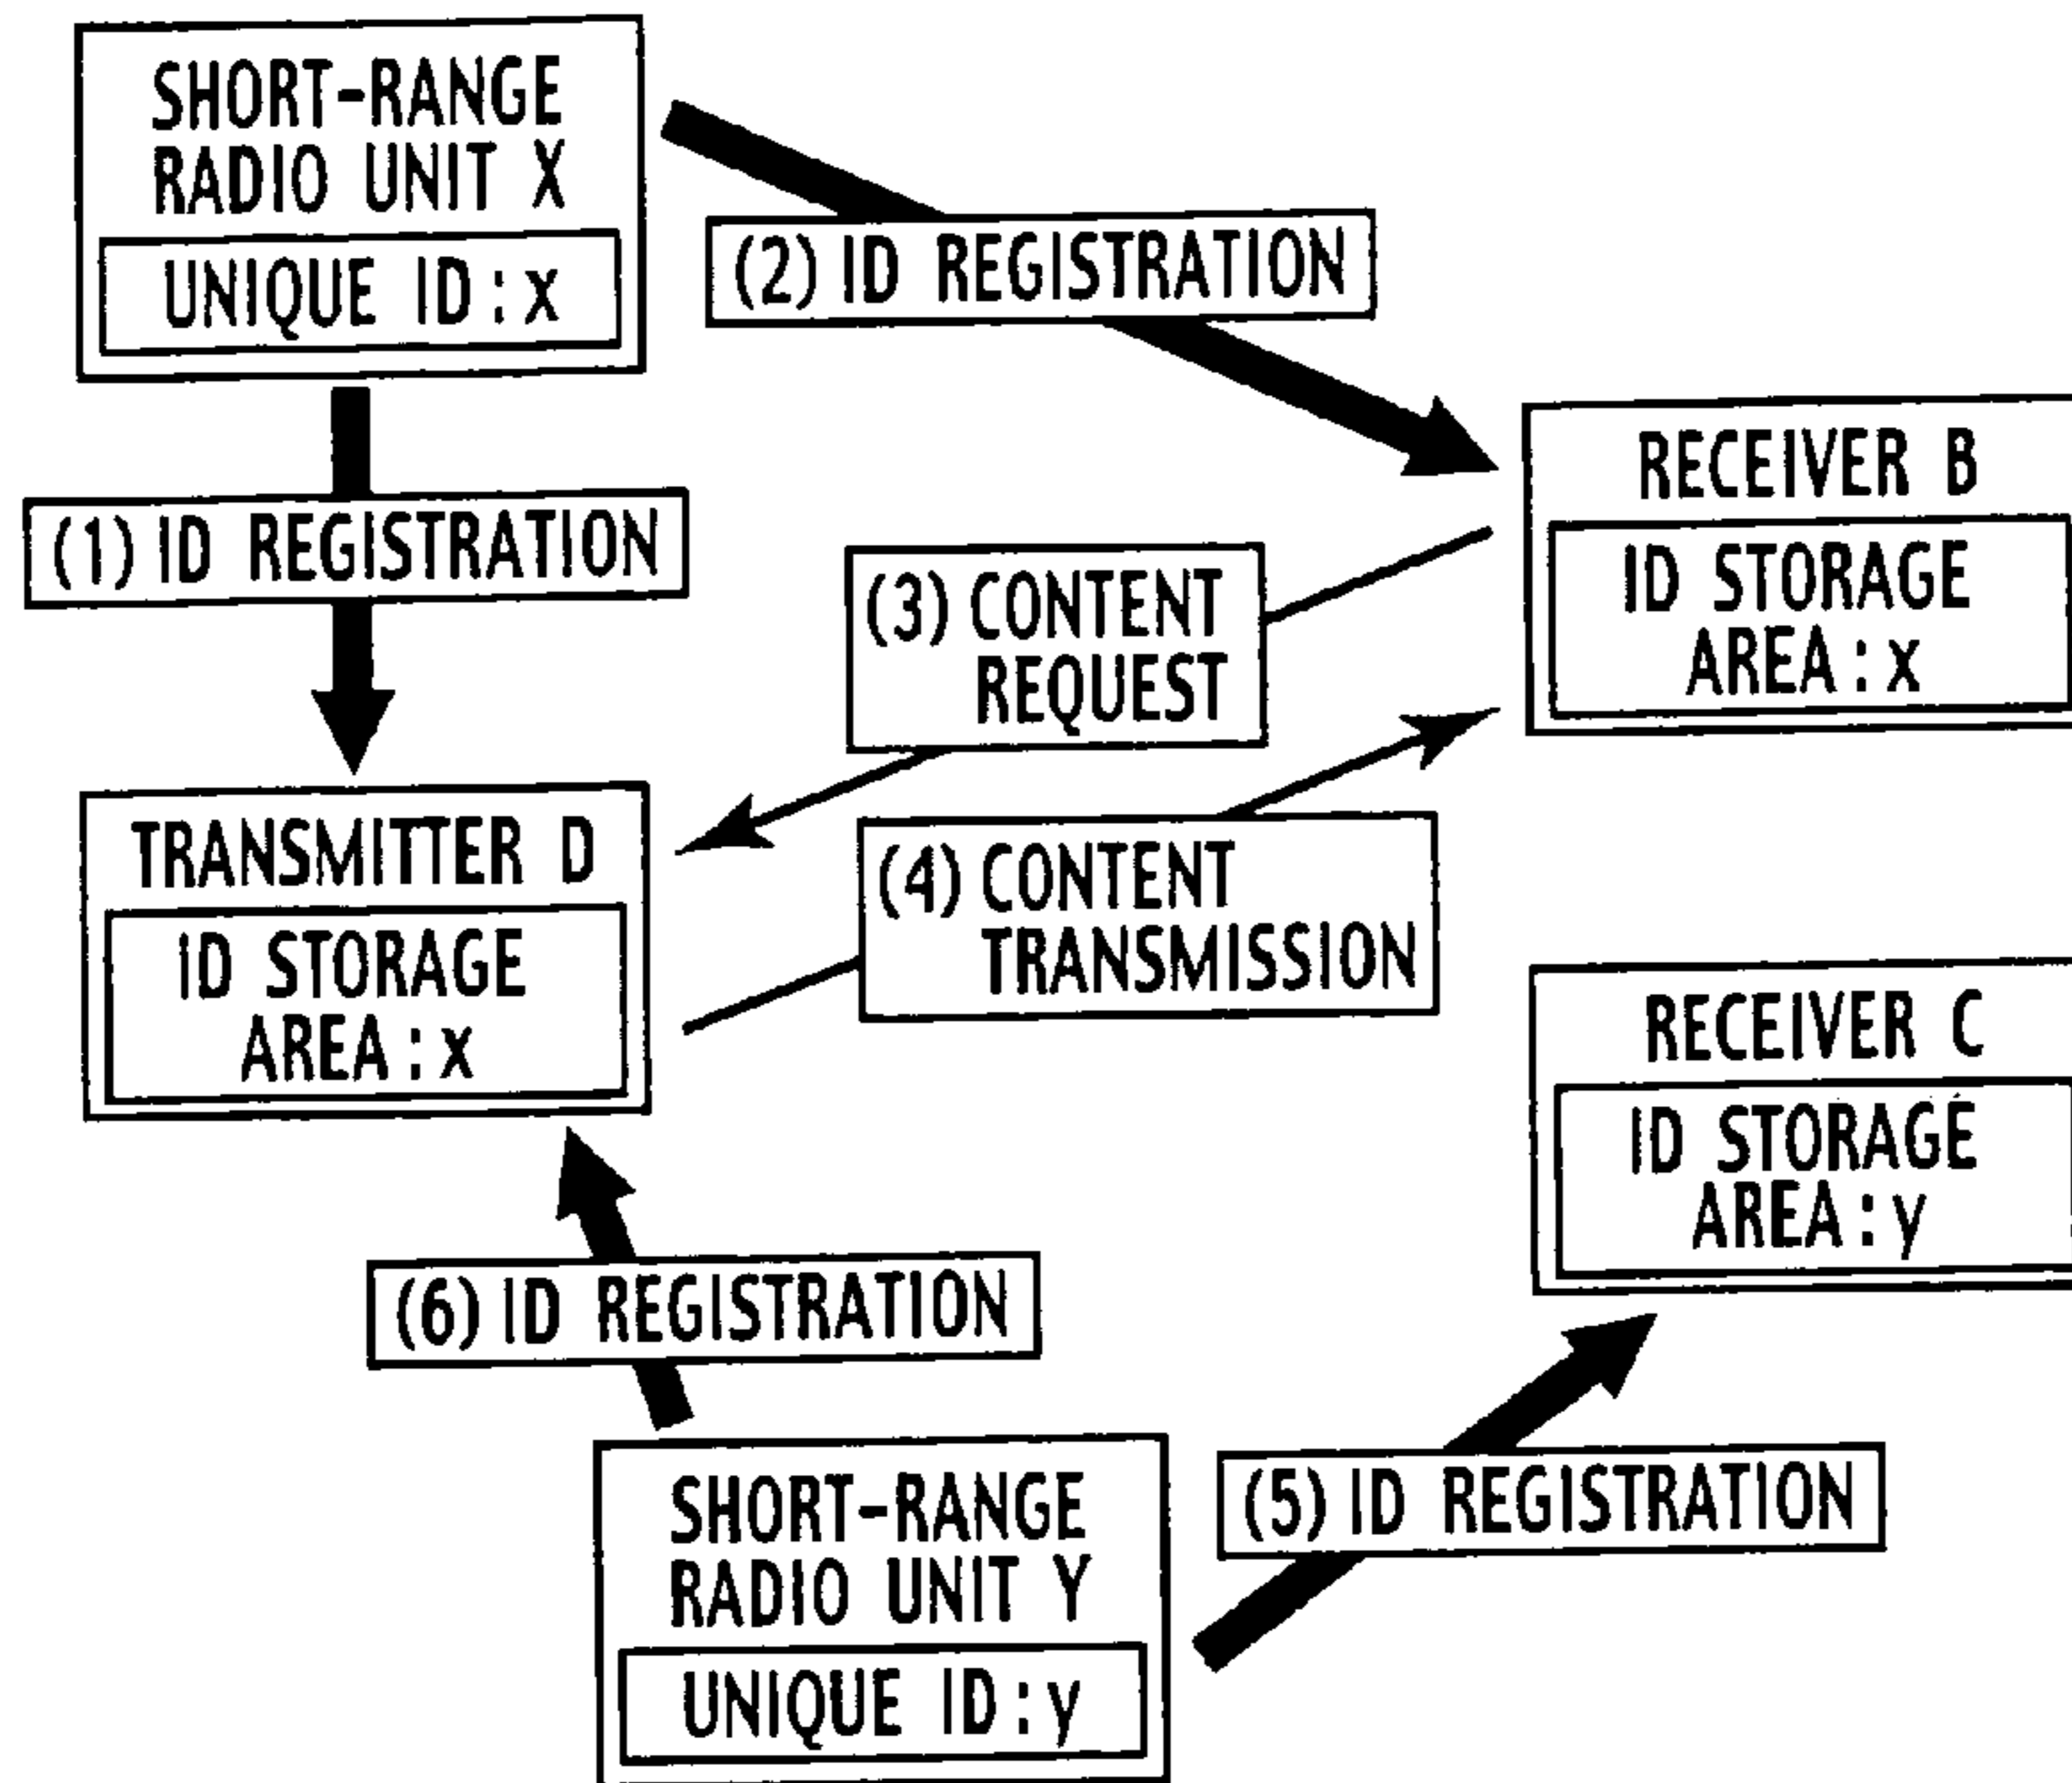 SHORT-RANGE
RADIO UNIT X
UNIQUE ID:x
(2) ID REGISTRATION
(1) ID REGISTRATION
RECEIVER B
ID STORAGE
AREA:x
(3) CONTENT
REQUEST
TRANSMITTER D
ID STORAGE
AREA:x
(4) CONTENT
TRANSMISSION
RECEIVER C
ID STORAGE
AREA:y
(6) ID REGISTRATION
(5) ID REGISTRATION
SHORT-RANGE
RADIO UNIT Y
UNIQUE ID:y